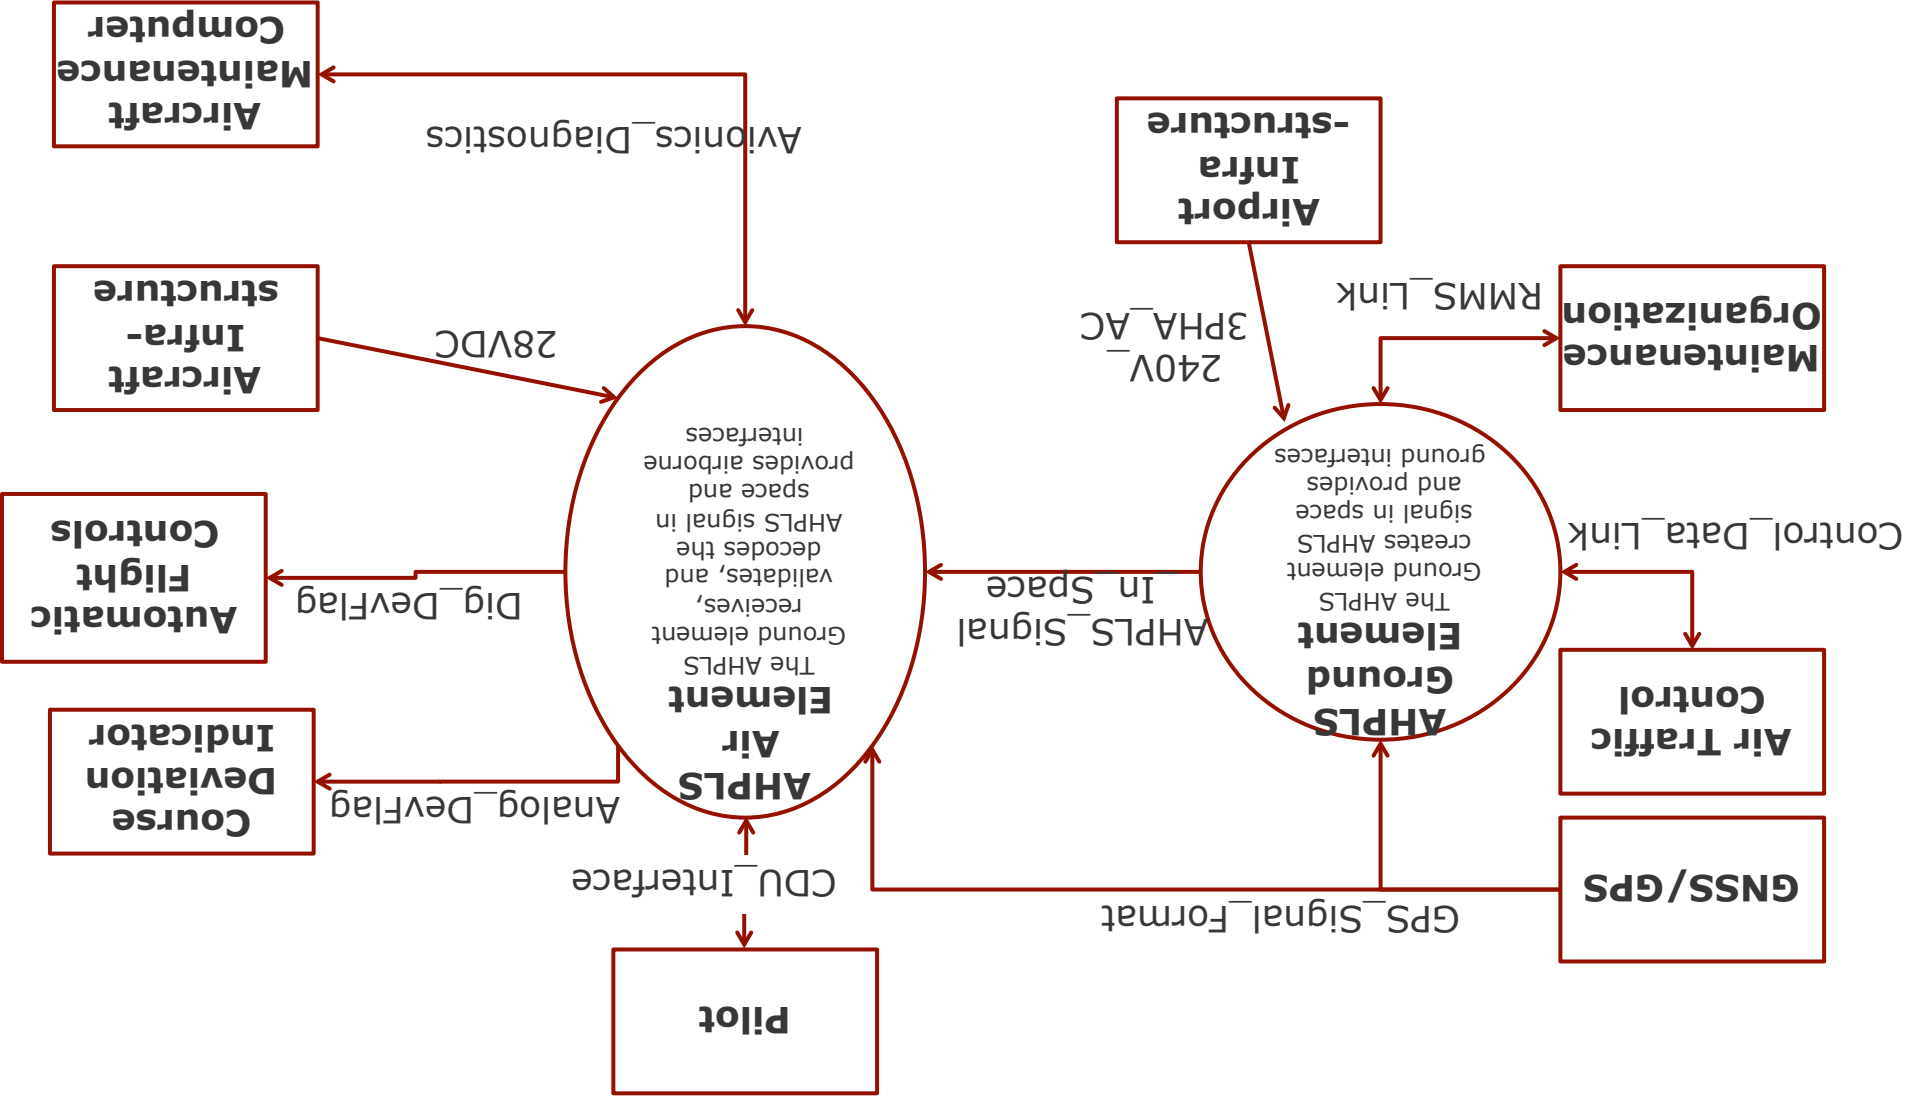 Pilot
GNSS/GPS
GPS_Signal_Format
CDU_Interface
Air Traffic
Control
Control_Data_Link
AHPLS
Ground
Element
The AHPLS
Ground element
creates AHPLS
signal in space
and provides
ground interfaces
AHPLS_Signal
_In_Space
AHPLS
Air
Element
The AHPLS
Ground element
receives,
validates, and
decodes the
AHPLS signal in
space and
provides airborne
interfaces
Analog_DevFlag
Course
Deviation
Indicator
Dig_DevFlag
Automatic
Flight
Controls
Maintenance
Organization
RMMS_Link
240V_
3PHA_AC
28VDC
Aircraft
Infra-
structure
Airport
Infra
-structure
Avionics_Diagnostics
Aircraft
Maintenance
Computer